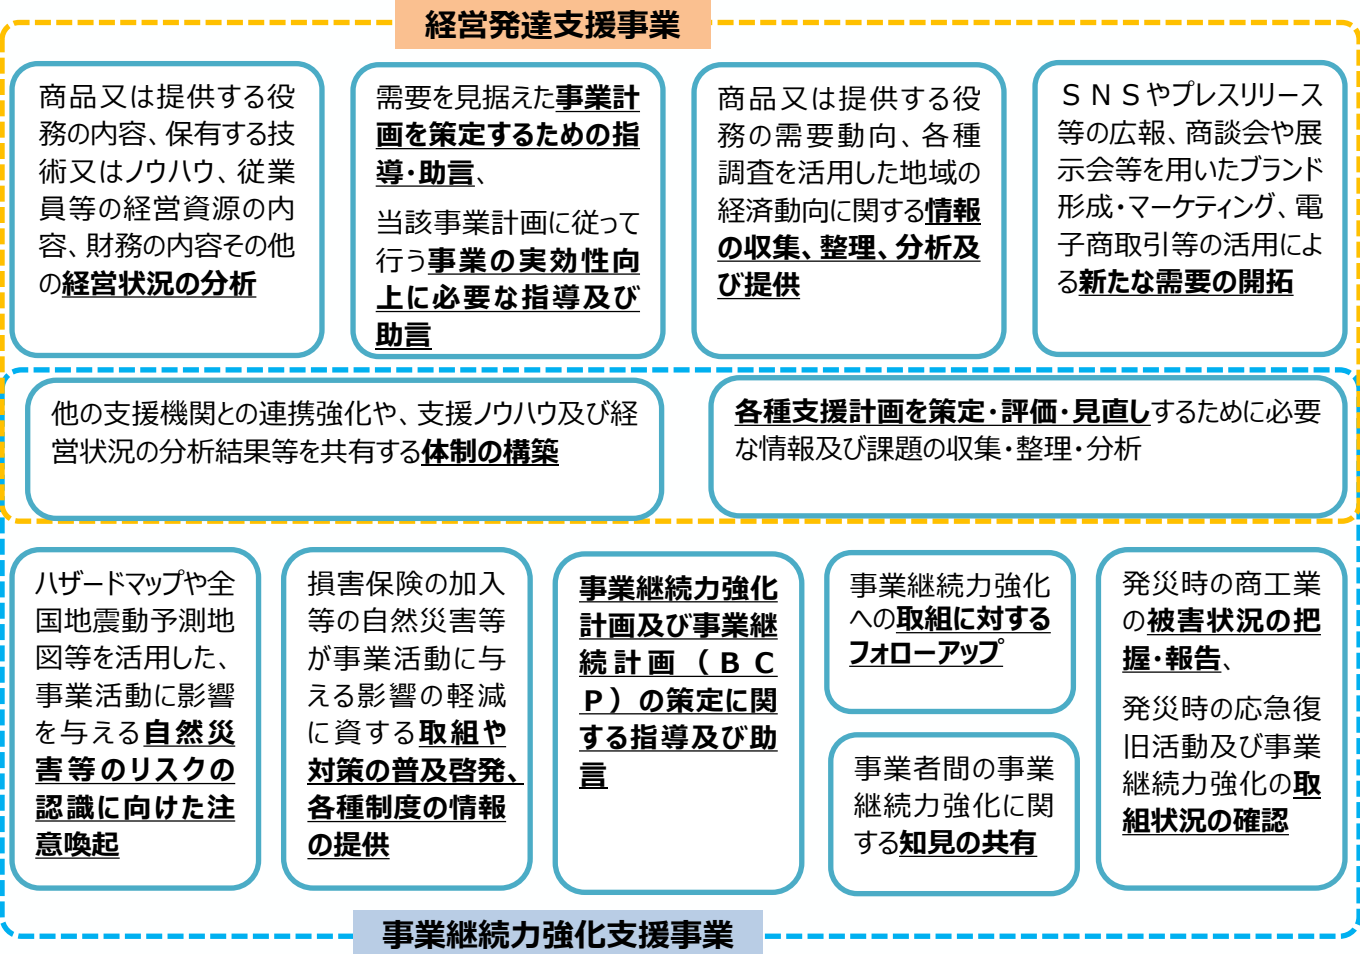 経営発達支援事業
商品又は提供する役
務の内容、保有する技
術又はノウハウ、従業
員等の経営資源の内
容、財務の内容その他
の経営状況の分析
需要を見据えた事業計
画を策定するための指
導・助言、
当該事業計画に従って
行う事業の実効性向
上に必要な指導及び
助言
商品又は提供する役
務の需要動向、各種
調査を活用した地域の
経済動向に関する情報
の収集、整理、分析及
び提供
ＳＮＳやプレスリリース
等の広報、商談会や展
示会等を用いたブランド
形成・マーケティング、電
子商取引等の活用によ
る新たな需要の開拓
他の支援機関との連携強化や、支援ノウハウ及び経
営状況の分析結果等を共有する体制の構築
各種支援計画を策定・評価・見直しするために必要
な情報及び課題の収集・整理・分析
ハザードマップや全
国地震動予測地
図等を活用した、
事業活動に影響
を与える自然災
害等のリスクの
認識に向けた注
意喚起
損害保険の加入
等の自然災害等
が事業活動に与
える影響の軽減
に資する取組や
対策の普及啓発、
各種制度の情報
の提供
事業継続力強化
計画及び事業継
続計画（ＢＣ
Ｐ）の策定に関
する指導及び助
言
事業継続力強化
への取組に対する
フォローアップ
事業者間の事業
継続力強化に関
する知見の共有
発災時の商工業
の被害状況の把
握・報告、
発災時の応急復
旧活動及び事業
継続力強化の取
組状況の確認
事業継続力強化支援事業